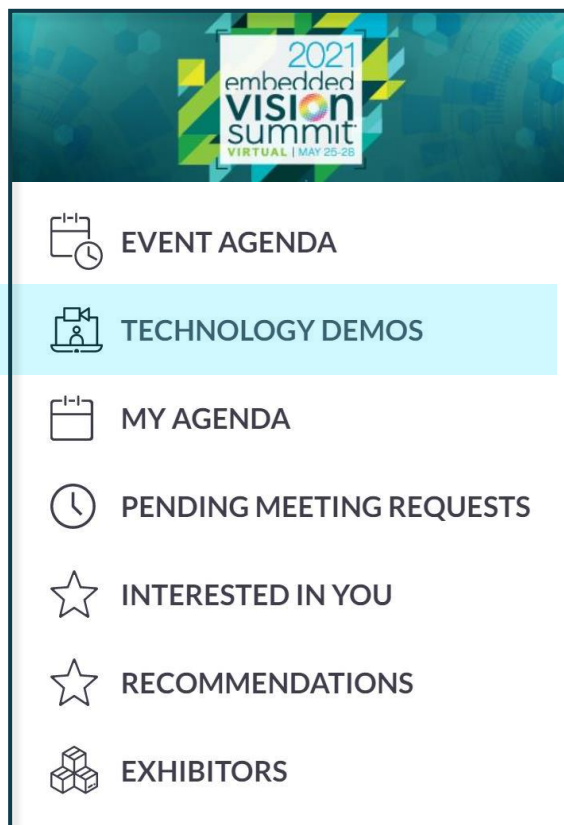 2021
embedded
VISION
summit
VIRTUAL | MAY 25-28
EVENT AGENDA
TECHNOLOGY DEMOS
MY AGENDA
PENDING MEETING REQUESTS
INTERESTED IN YOU
RECOMMENDATIONS
EXHIBITORS